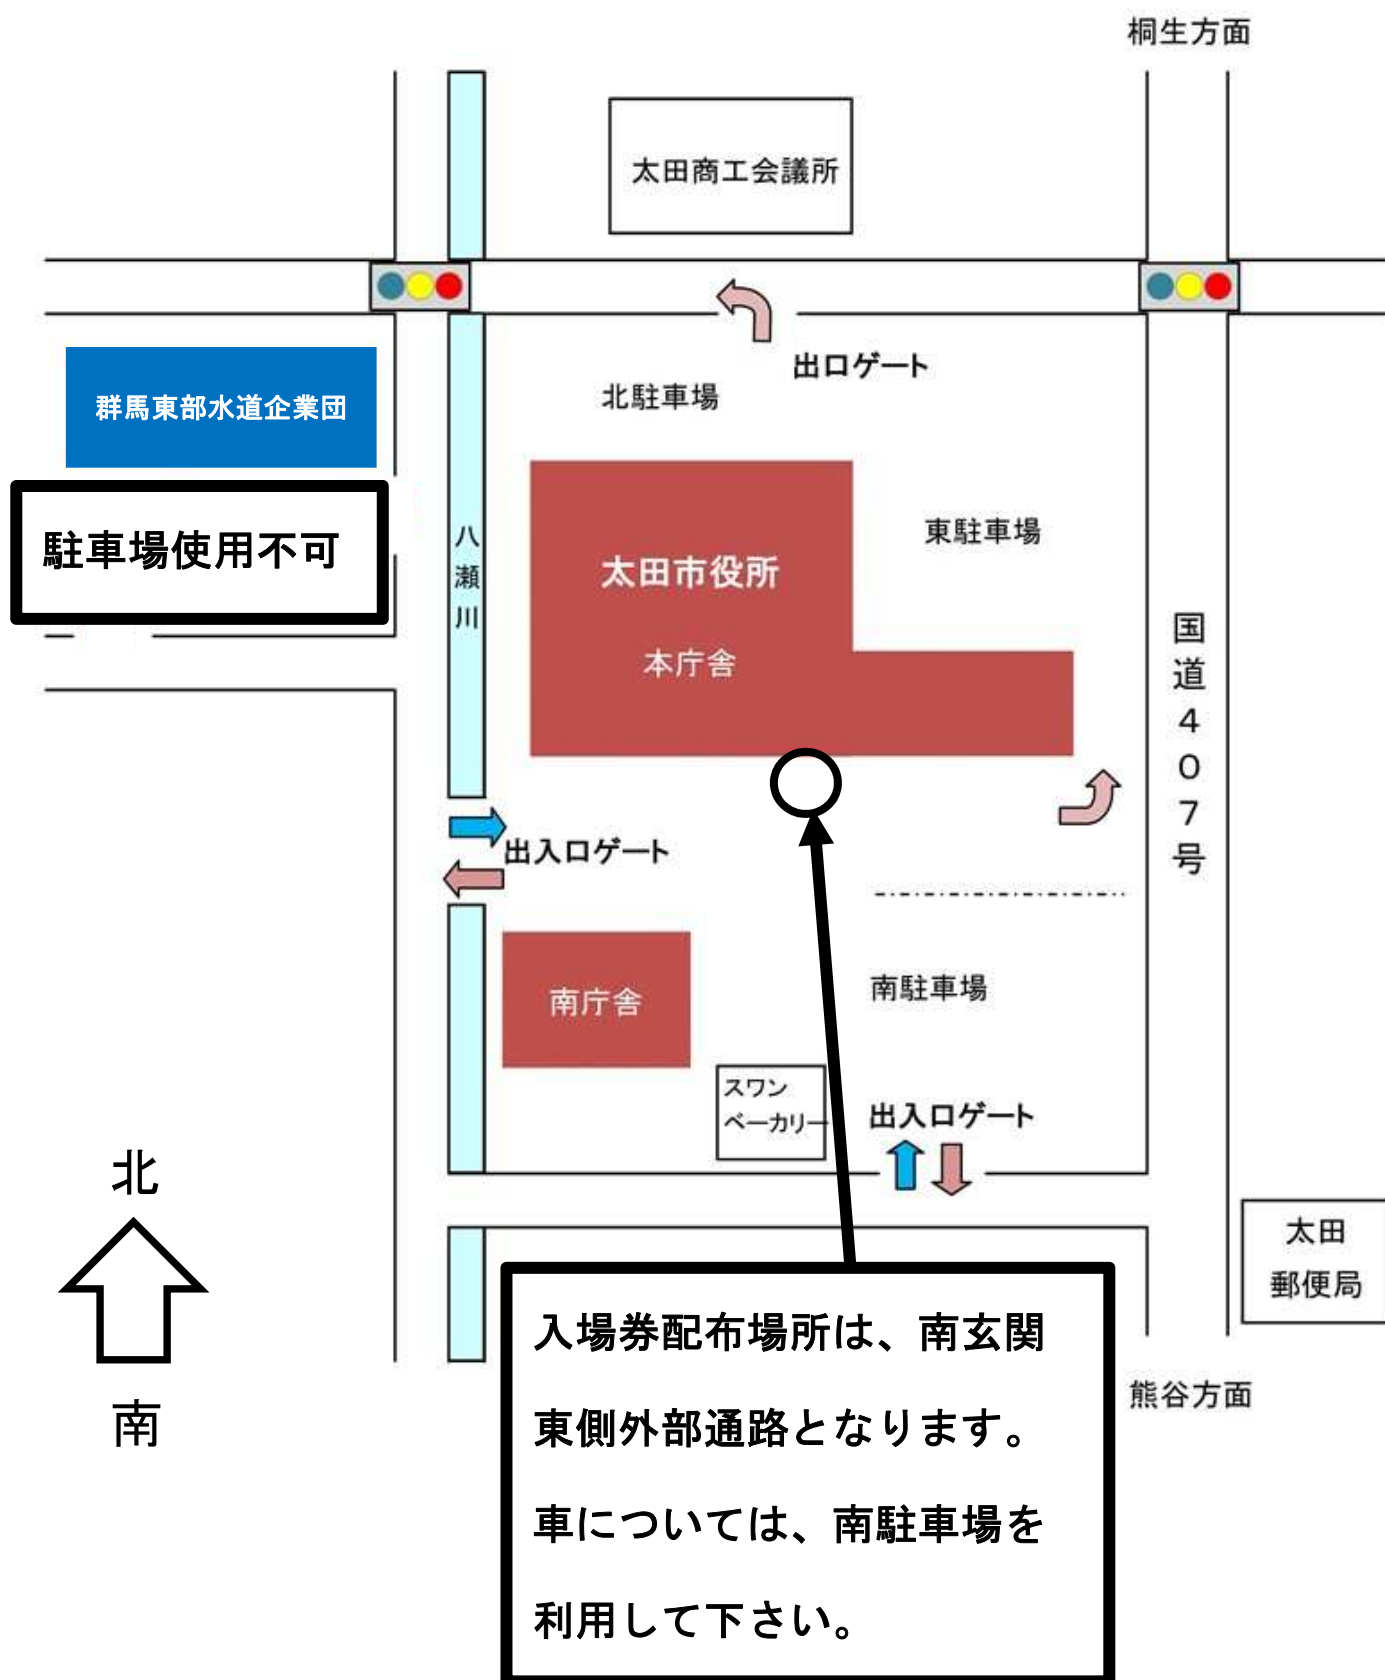 桐生方面
太田商工会議所
出口ゲート
北駐車場
群馬東部水道企業団
駐車場使用不可
八瀬川
東駐車場
太田市役所
本庁舎
国道407号
出入口ゲート
南駐車場
南庁舎
スワン
ベーカリー
出入口ゲート
北
南
太田
郵便局
入場券配布場所は、南玄関
東側外部通路となります。
車については、南駐車場を
利用して下さい。
熊谷方面